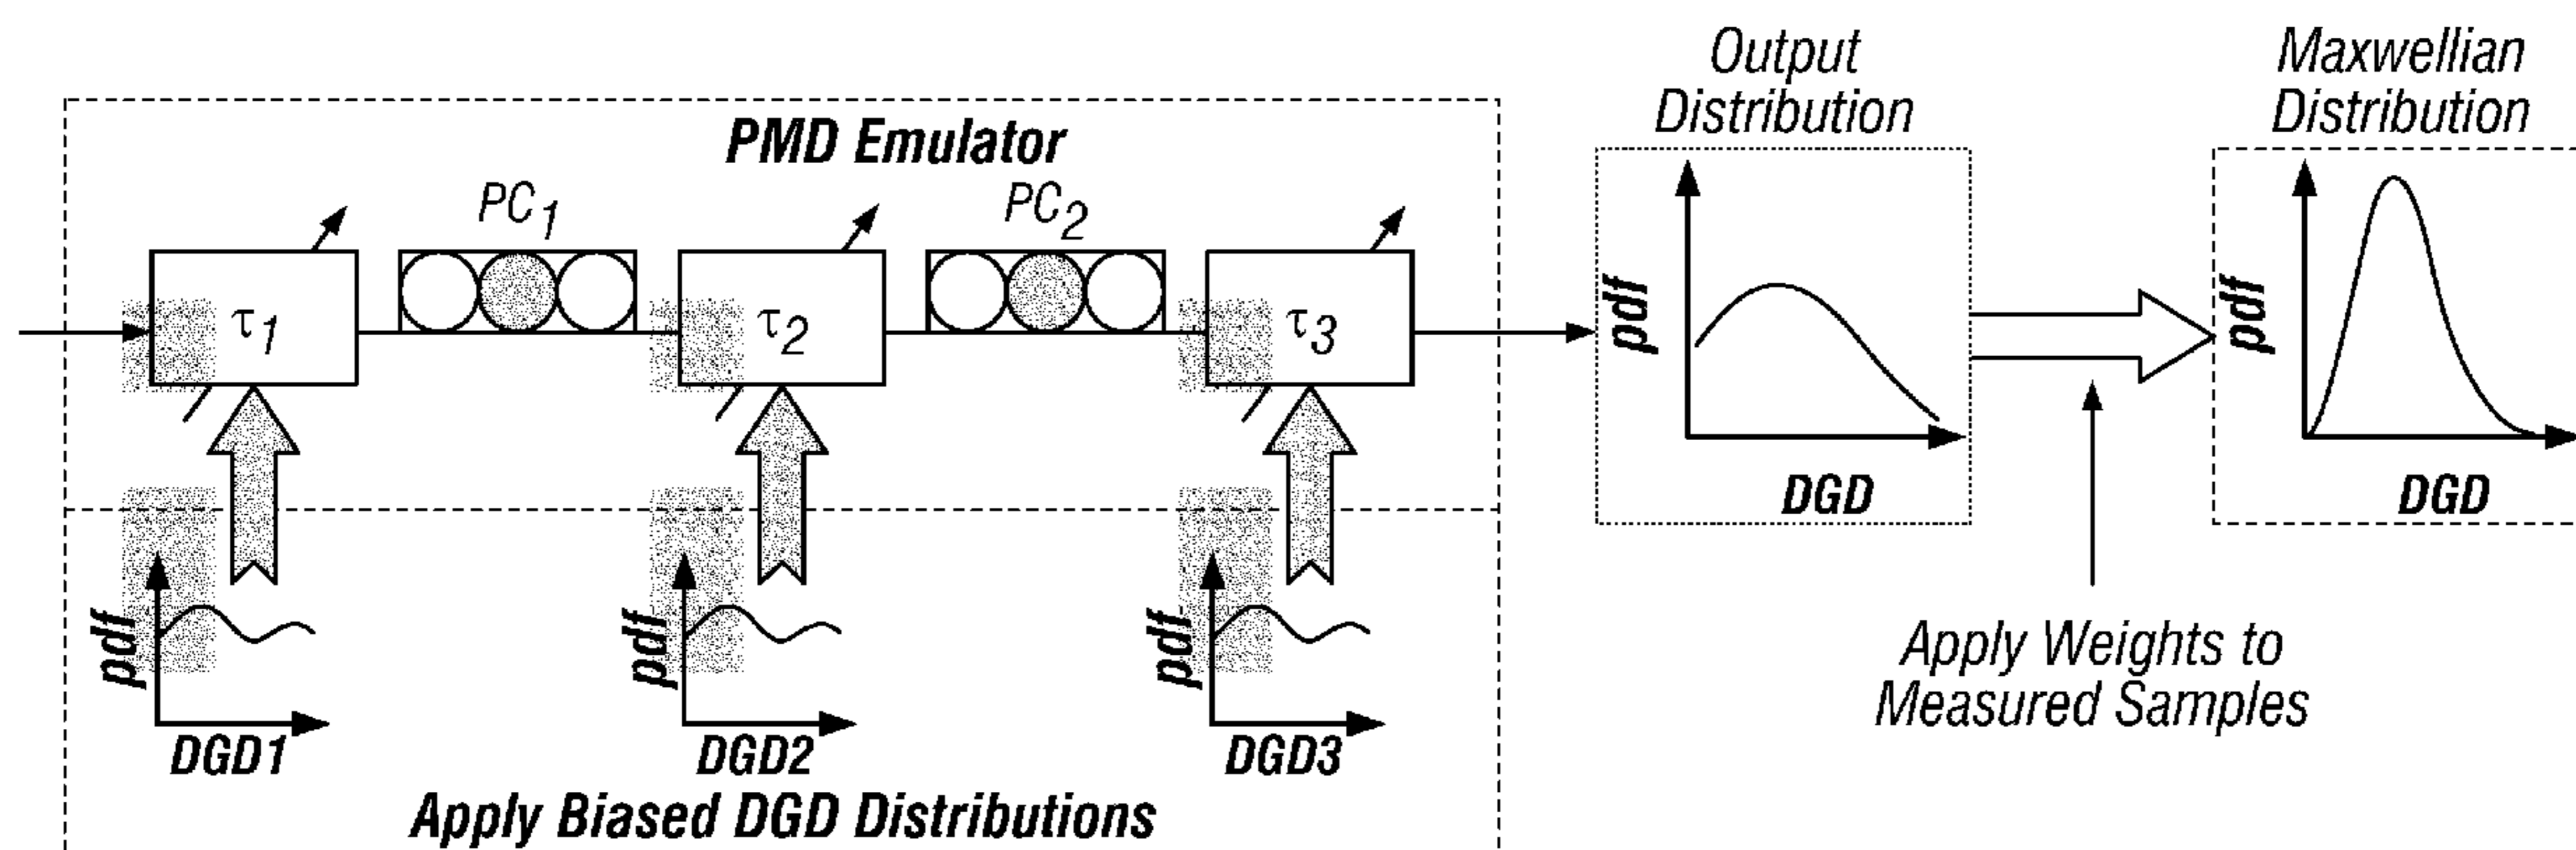 Output
Distribution
Maxwellian
Distribution
PMD Emulator
PC1
PC2
τ1
τ2
τ3
pdf
DGD
pdf
DGD
pdf
DGD1
pdf
DGD2
pdf
DGD3
Apply Weights to
Measured Samples
Apply Biased DGD Distributions